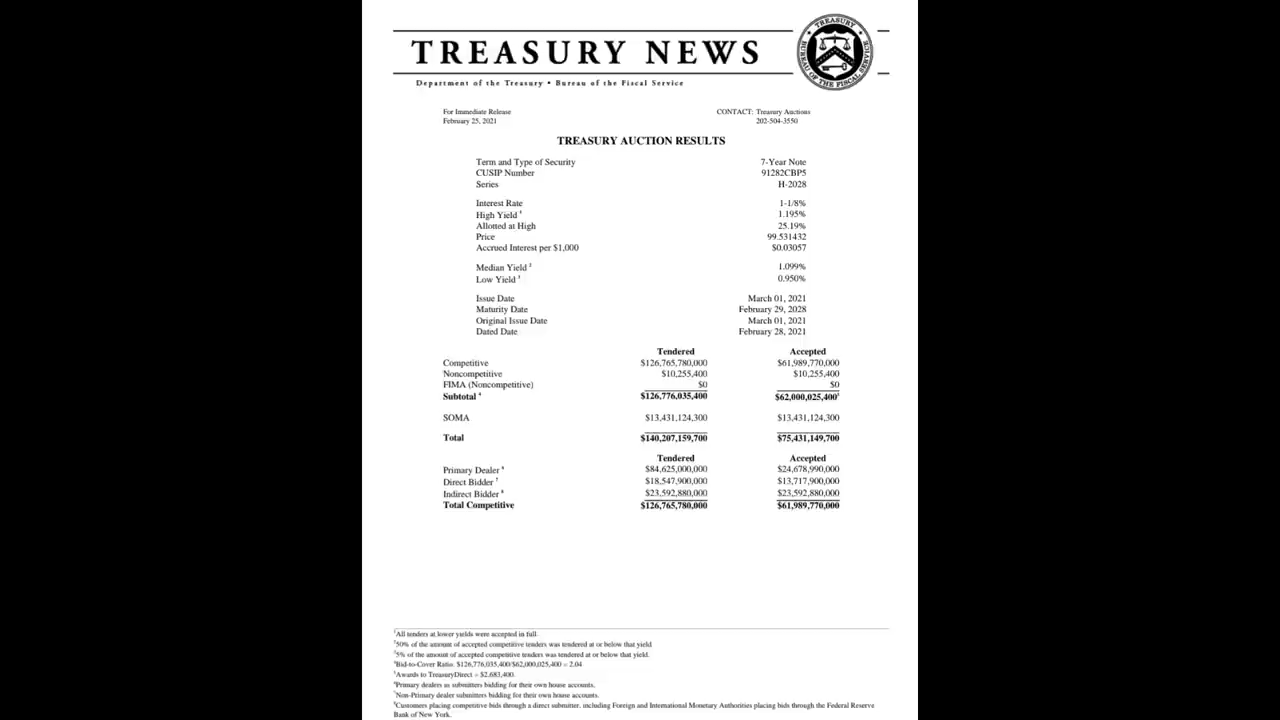 TREASURY NEWS
TREASURY
BUREAU OF THE FISCAL SERVICE
Department of the Treasury • Bureau of the Fiscal Service
For Immediate Release CONTACT: Treasury Auctions
February 25, 2021 202-504-3550
TREASURY AUCTION RESULTS
Term and Type of Security 7-Year Note
CUSIP Number 91282CBP5
Series H-2028
Interest Rate 1-1/8%
High Yield 1 1.195%
Allotted at High 25.19%
Price 99.531432
Accrued Interest per $1,000 $0.03057
Median Yield 2 1.099%
Low Yield 3 0.950%
Issue Date March 01, 2021
Maturity Date February 29, 2028
Original Issue Date March 01, 2021
Dated Date February 28, 2021
Tendered Accepted
Competitive $126,765,780,000 $61,989,770,000
Noncompetitive $10,255,400 $10,255,400
FIMA (Noncompetitive) $0 $0
Subtotal 4 $126,776,035,400 $62,000,025,400 5
SOMA $13,431,124,300 $13,431,124,300
Total $140,207,159,700 $75,431,149,700
Tendered Accepted
Primary Dealer 6 $84,625,000,000 $24,678,990,000
Direct Bidder 7 $18,547,900,000 $13,717,900,000
Indirect Bidder 8 $23,592,880,000 $23,592,880,000
Total Competitive $126,765,780,000 $61,989,770,000
1All tenders at lower yields were accepted in full.
250% of the amount of accepted competitive tenders was tendered at or below that yield.
35% of the amount of accepted competitive tenders was tendered at or below that yield.
4Bid-to-Cover Ratio: $126,776,035,400/$62,000,025,400 = 2.04
5Awards to TreasuryDirect = $2,683,400.
6Primary dealers as submitters bidding for their own house accounts.
7Non-Primary dealer submitters bidding for their own house accounts.
8Customers placing competitive bids through a direct submitter, including Foreign and International Monetary Authorities placing bids through the Federal Reserve
Bank of New York.